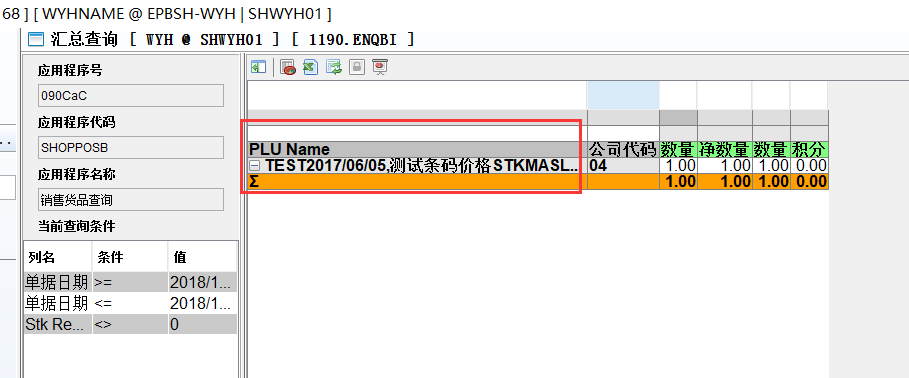 68 ] [ WYHNAME @ EPBSH-WYH | SHWYH01 ]
汇总查询 [ WYH @ SHWYH01 ] [ 1190.ENQBI ]
应用程序号
090CaC
应用程序代码
SHOPPOSB
应用程序名称
销售货品查询
当前查询条件
列名 条件 值
单据日期 >= 2018/1...
单据日期 <= 2018/1...
Stk Re... <> 0
PLU Name 公司代码 数量 净数量 数量 积分
TEST2017/06/05,测试条码价格STKMASL... 04 1.00 1.00 1.00 0.00
Σ 1.00 1.00 1.00 0.00